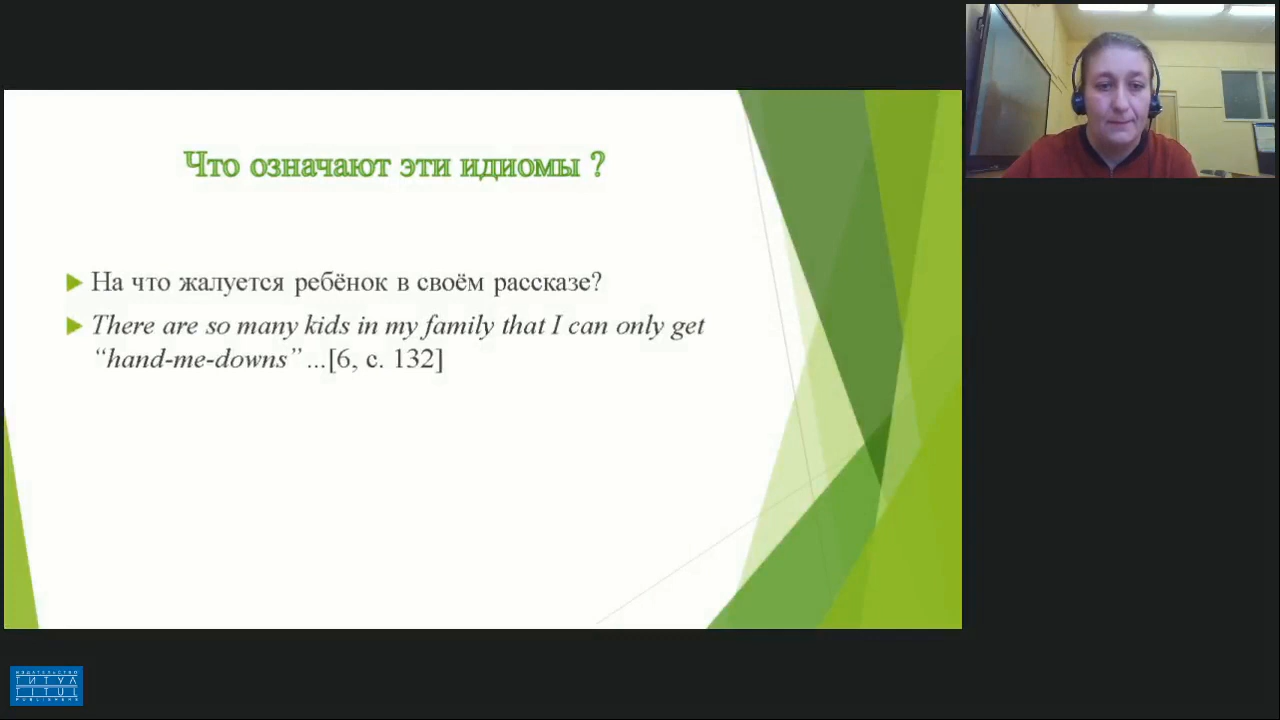 Что означают эти идиомы ?
На что жалуется ребёнок в своём рассказе?
There are so many kids in my family that I can only get
“hand-me-downs” ...[6, с. 132]
ИЗДАТЕЛЬСТВО
ТИТУЛ
TITUL
PUBLISHERS